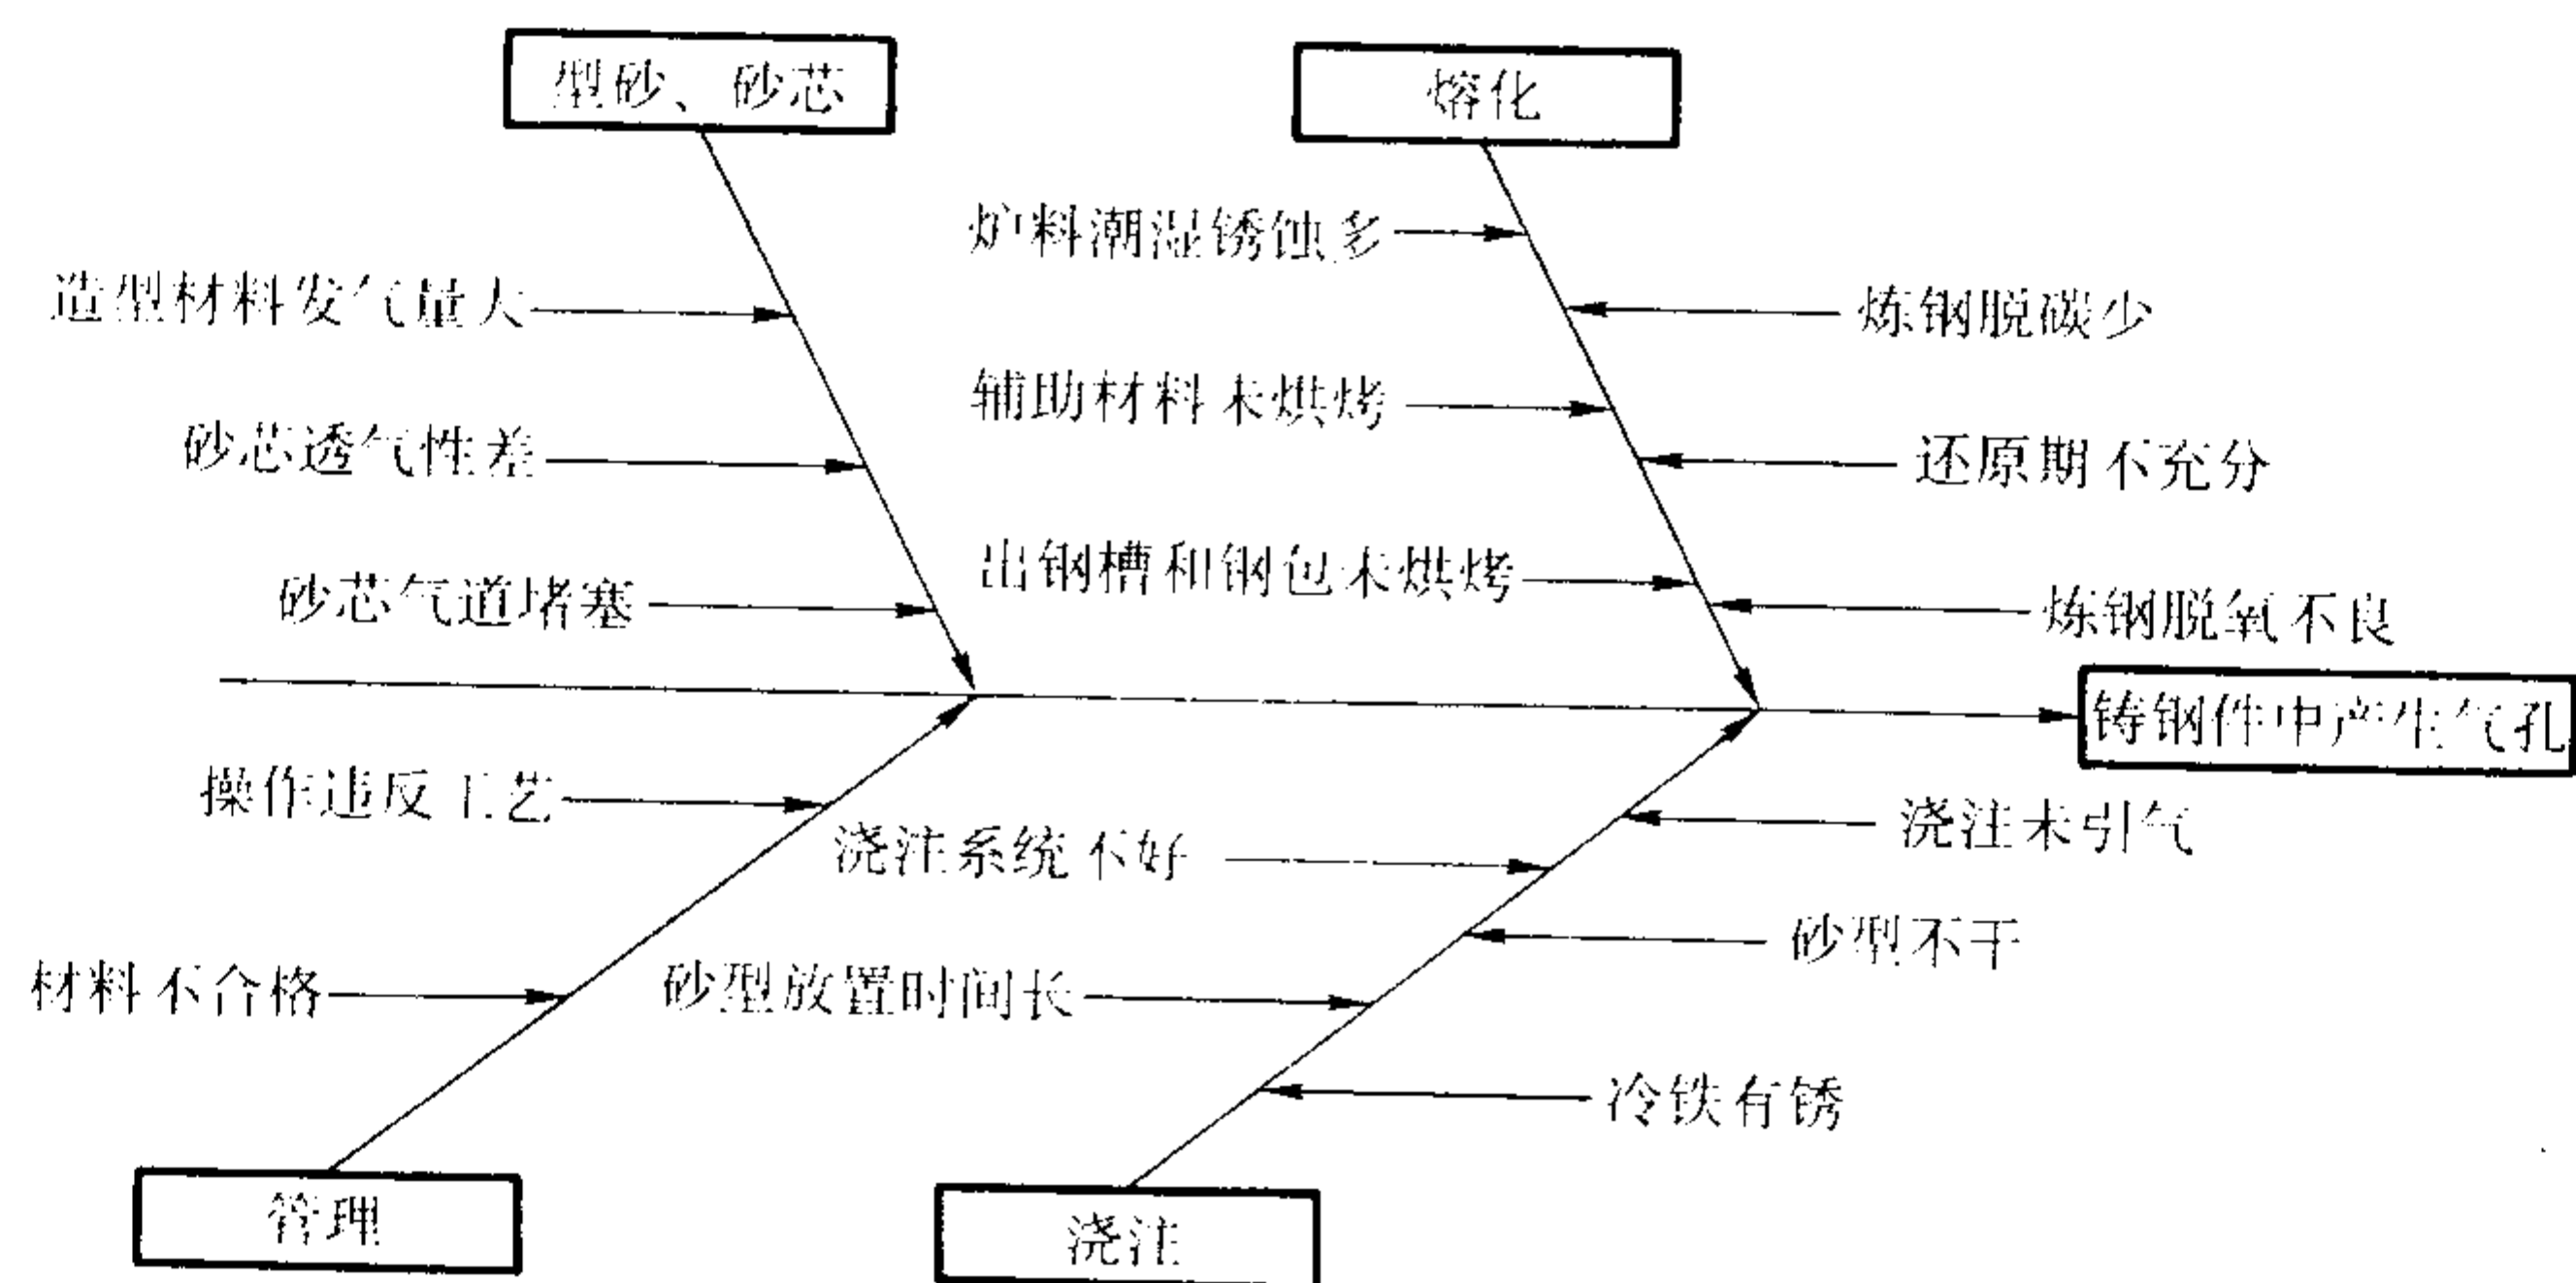 型砂、砂芯
熔化
炉料潮湿锈蚀多
造型材料发气量大
炼钢脱碳少
辅助材料未烘烤
砂芯透气性差
还原期不充分
出钢槽和钢包未烘烤
砂芯气道堵塞
炼钢脱氧不良
铸钢件中产生气孔
操作违反工艺
浇注系统不好
浇注未引气
砂型不干
材料不合格
砂型放置时间长
冷铁有锈
管理
浇注